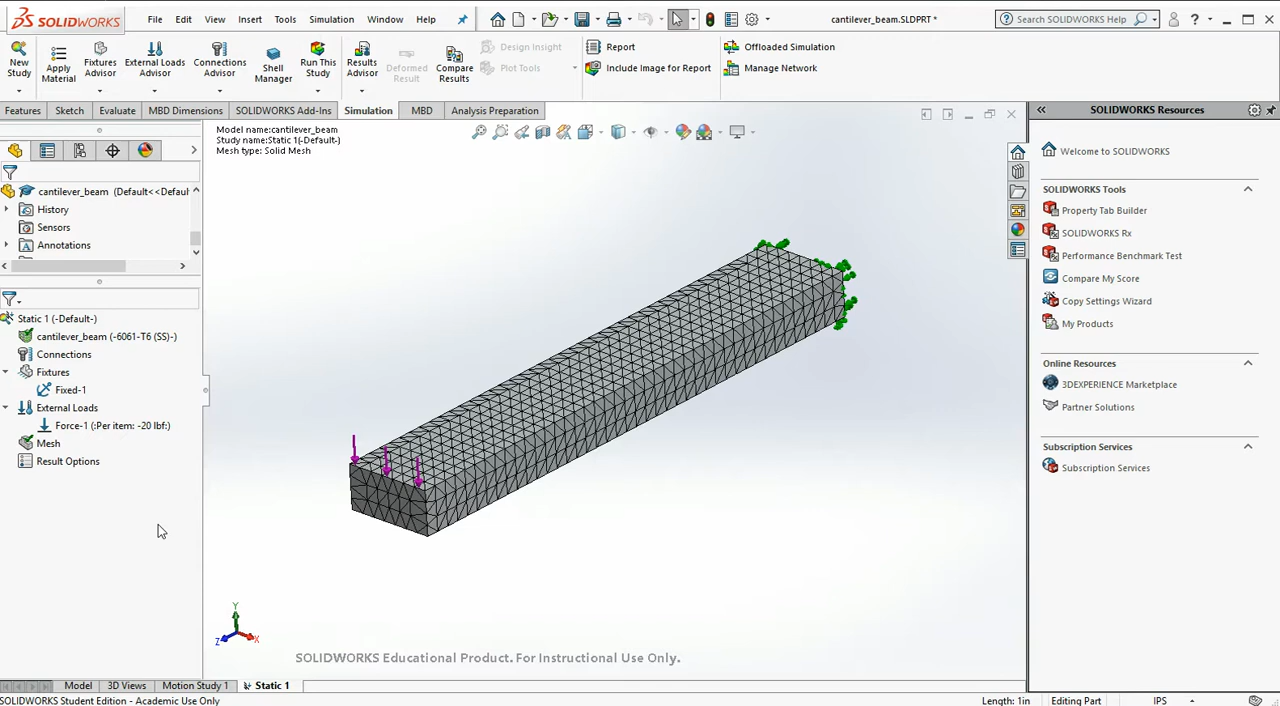 SOLIDWORKS File Edit View Insert Tools Simulation Window Help cantilever_beam.SLDPRT * Search SOLIDWORKS Help
New Study
Apply Material
Fixtures Advisor
External Loads Advisor
Connections Advisor
Shell Manager
Run This Study
Results Advisor
Deformed Result
Compare Results
Design Insight
Plot Tools
Report
Include Image for Report
Offloaded Simulation
Manage Network
Features Sketch Evaluate MBD Dimensions SOLIDWORKS Add-Ins Simulation MBD Analysis Preparation
Model name:cantilever_beam
Study name:Static 1(-Default-)
Mesh type: Solid Mesh
cantilever_beam (Default<<Defaul
History
Sensors
Annotations
Static 1 (-Default-)
cantilever_beam (-6061-T6 (SS)-)
Connections
Fixtures
Fixed-1
External Loads
Force-1 (:Per item: -20 lbf:)
Mesh
Result Options
Y
Z
X
SOLIDWORKS Educational Product. For Instructional Use Only.
SOLIDWORKS Resources
Welcome to SOLIDWORKS
SOLIDWORKS Tools
Property Tab Builder
SOLIDWORKS Rx
Performance Benchmark Test
Compare My Score
Copy Settings Wizard
My Products
Online Resources
3DEXPERIENCE Marketplace
Partner Solutions
Subscription Services
Subscription Services
Model 3D Views Motion Study 1 Static 1
SOLIDWORKS Student Edition - Academic Use Only Length: 1in Editing Part IPS